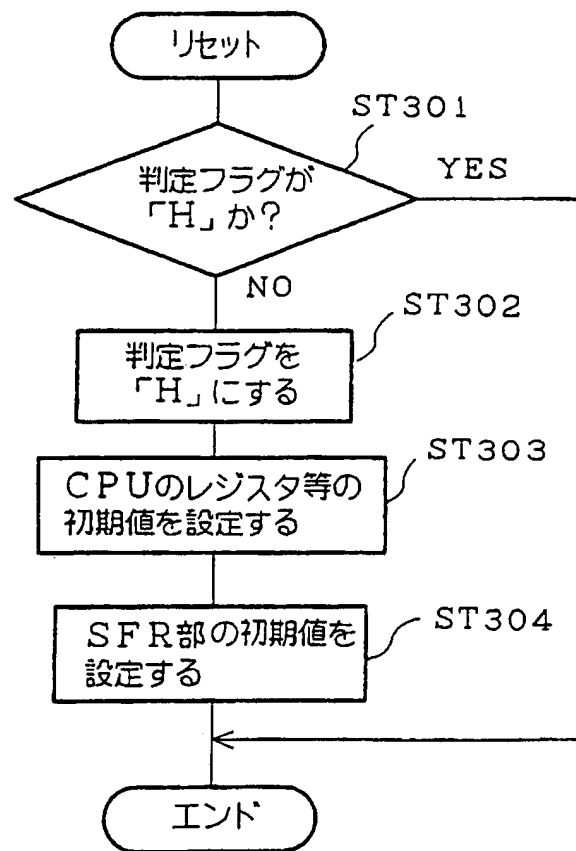 リセット
ST301
判定フラグが
「H」か?
YES
NO
ST302
判定フラグを
「H」にする
ST303
CPUのレジスタ等の
初期値を設定する
ST304
SFR部の初期値を
設定する
エンド